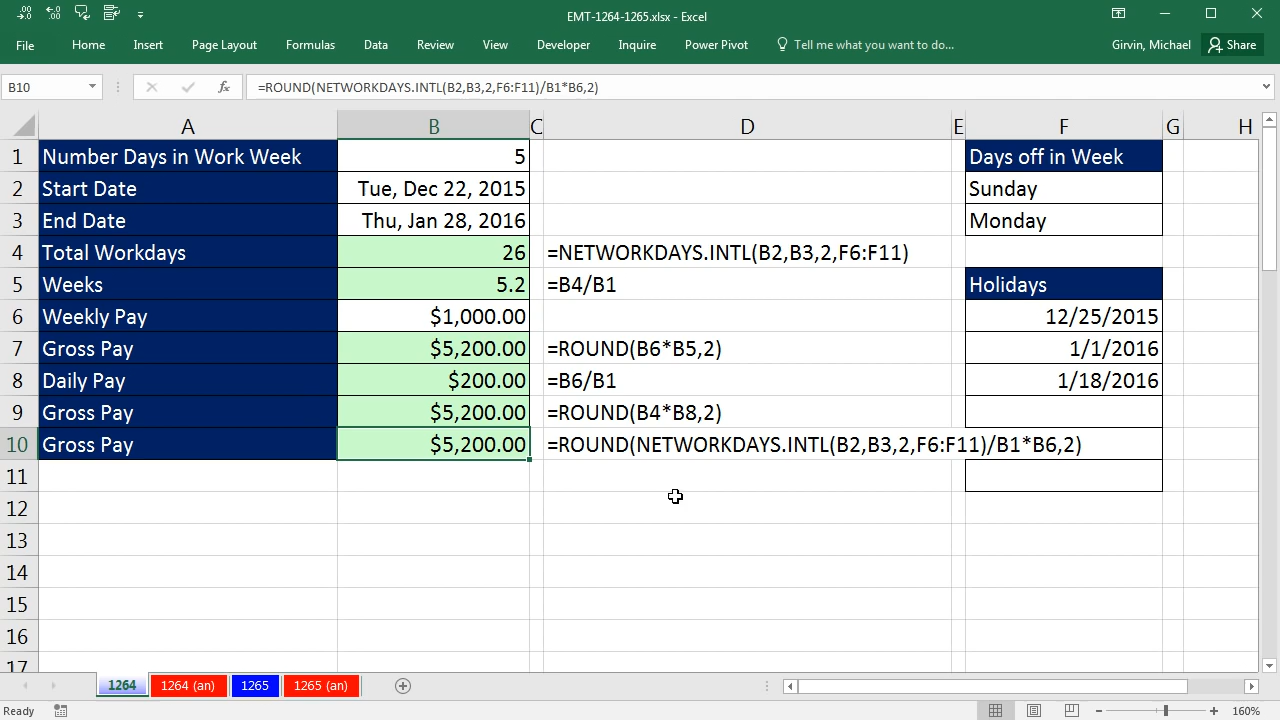 EMT-1264-1265.xlsx - Excel
File Home Insert Page Layout Formulas Data Review View Developer Inquire Power Pivot Tell me what you want to do... Girvin, Michael Share
B10 fx =ROUND(NETWORKDAYS.INTL(B2,B3,2,F6:F11)/B1*B6,2)
A B C D E F G H
1 Number Days in Work Week 5 Days off in Week
2 Start Date Tue, Dec 22, 2015 Sunday
3 End Date Thu, Jan 28, 2016 Monday
4 Total Workdays 26 =NETWORKDAYS.INTL(B2,B3,2,F6:F11)
5 Weeks 5.2 =B4/B1 Holidays
6 Weekly Pay $1,000.00 12/25/2015
7 Gross Pay $5,200.00 =ROUND(B6*B5,2) 1/1/2016
8 Daily Pay $200.00 =B6/B1 1/18/2016
9 Gross Pay $5,200.00 =ROUND(B4*B8,2)
10 Gross Pay $5,200.00 =ROUND(NETWORKDAYS.INTL(B2,B3,2,F6:F11)/B1*B6,2)
11
12
13
14
15
16
17
1264 1264 (an) 1265 1265 (an)
Ready 160%